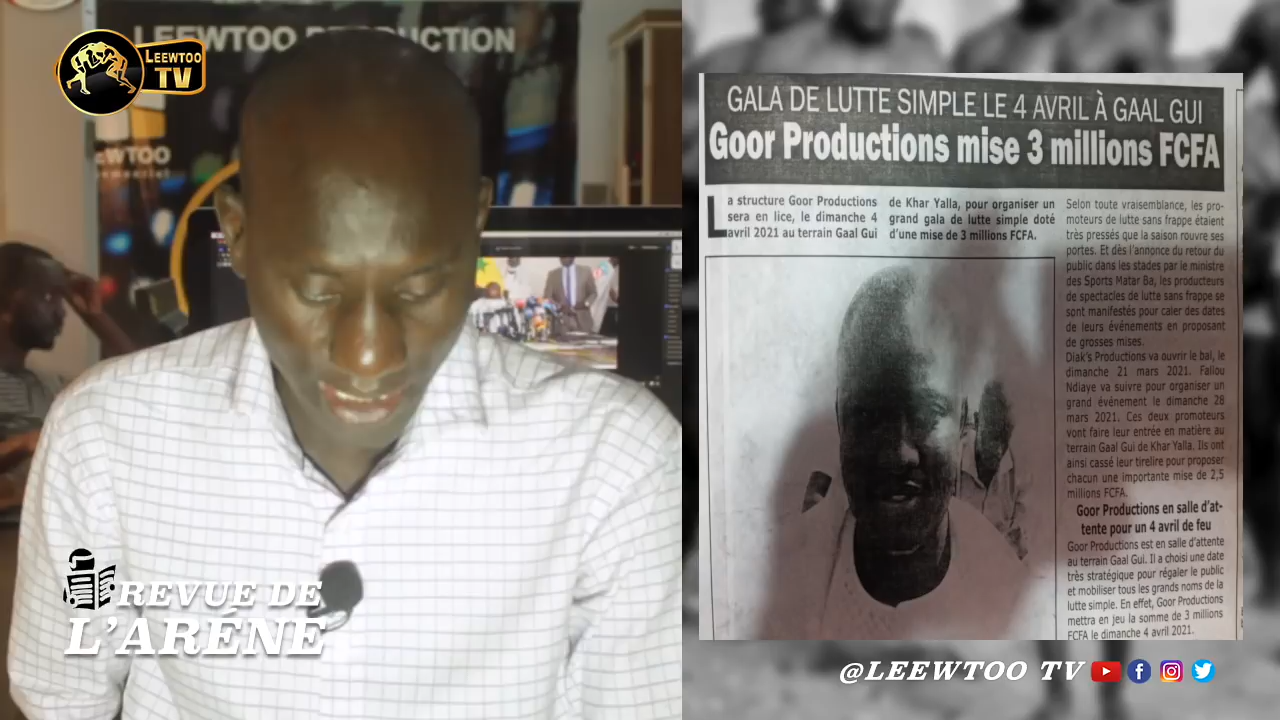 LEEWTOO PRODUCTION
LEEWTOO
TV
EWTOO
REVUE DE
L'ARÉNE
GALA DE LUTTE SIMPLE LE 4 AVRIL À GAAL GUI
Goor Productions mise 3 millions FCFA
La structure Goor Productions
sera en lice, le dimanche 4
avril 2021 au terrain Gaal Gui
de Khar Yalla, pour organiser un
grand gala de lutte simple doté
d'une mise de 3 millions FCFA.
Selon toute vraisemblance, les pro-
moteurs de lutte sans frappe étaient
très pressés que la saison rouvre ses
portes. Et dès l'annonce du retour du
public dans les stades par le ministre
des Sports Matar Ba, les producteurs
de spectacles de lutte sans frappe se
sont manifestés pour caler des dates
de leurs événements en proposant
de grosses mises.
Diak's Productions va ouvrir le bal, le
dimanche 21 mars 2021. Fallou
Ndiaye va suivre pour organiser un
grand événement le dimanche 28
mars 2021. Ces deux promoteurs
vont faire leur entrée en matière au
terrain Gaal Gui de Khar Yalla. Ils ont
ainsi cassé leur tirelire pour proposer
chacun une importante mise de 2,5
millions FCFA.
Goor Productions en salle d'at-
tente pour un 4 avril de feu
Goor Productions est en salle d'attente
au terrain Gaal Gui. Il a choisi une date
très stratégique pour régaler le public
et mobiliser tous les grands noms de la
lutte simple. En effet, Goor Productions
mettra en jeu la somme de 3 millions
FCFA le dimanche 4 avril 2021.
@LEEWTOO TV